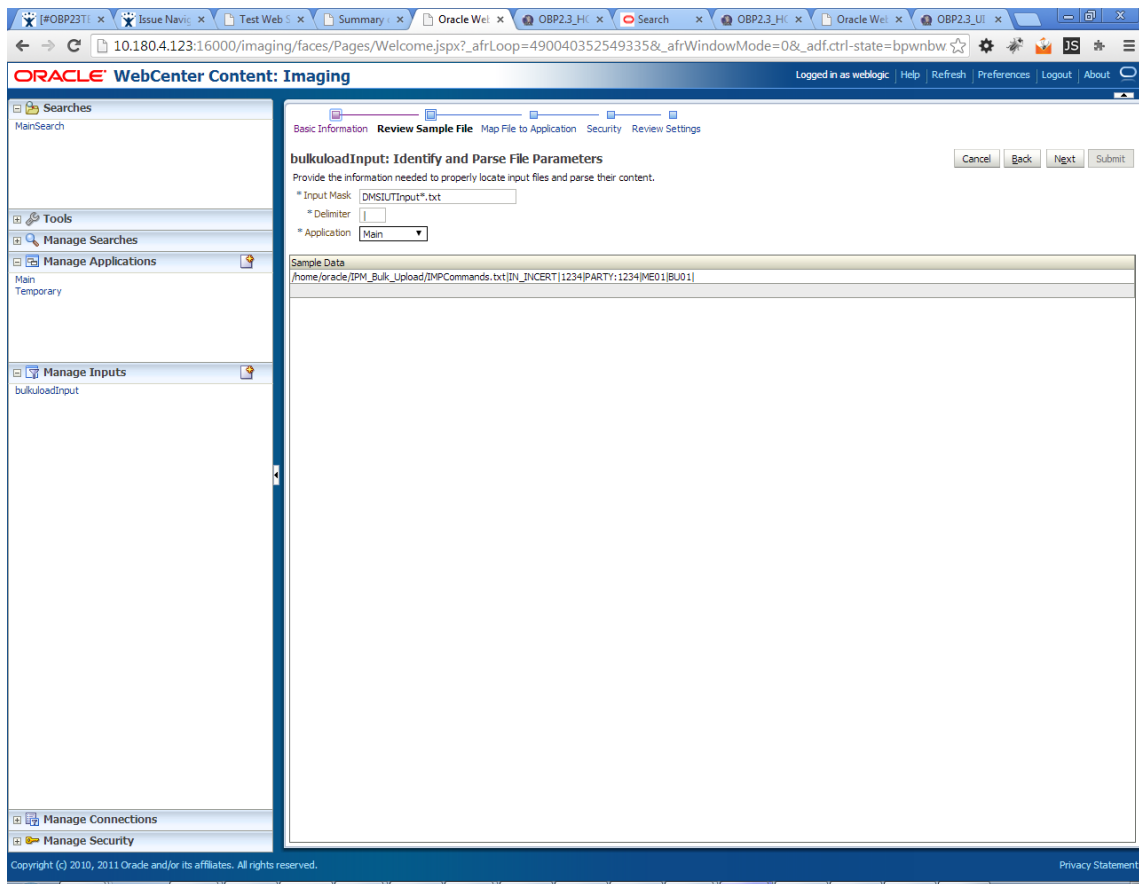 [#OBP23TE
Issue Navig
Test Web S
Summary
Oracle Wel
OBP2.3_H
Search
OBP2.3_H
Oracle Wel
OBP2.3_UI
10.180.4.123:16000/imaging/faces/Pages/Welcome.jspx?_afrLoop=490040352549335&_afrWindowMode=0&_adf.ctrl-state=bpwnbw
JS
ORACLE WebCenter Content: Imaging
Logged in as weblogic Help Refresh Preferences Logout About
Searches
MainSearch
Tools
Manage Searches
Manage Applications
Main
Temporary
Manage Inputs
bulkuloadInput
Manage Connections
Manage Security
Basic Information Review Sample File Map File to Application Security Review Settings
bulkuloadInput: Identify and Parse File Parameters
Cancel Back Next Submit
Provide the information needed to properly locate input files and parse their content.
* Input Mask DMSIUTInput*.txt
* Delimiter |
* Application Main
Sample Data
/home/oracle/IPM_Bulk_Upload/IMPCommands.txt|IN_INCERT|1234|PARTY:1234|ME01|BU01|
Copyright (c) 2010, 2011 Oracle and/or its affiliates. All rights reserved.
Privacy Statement